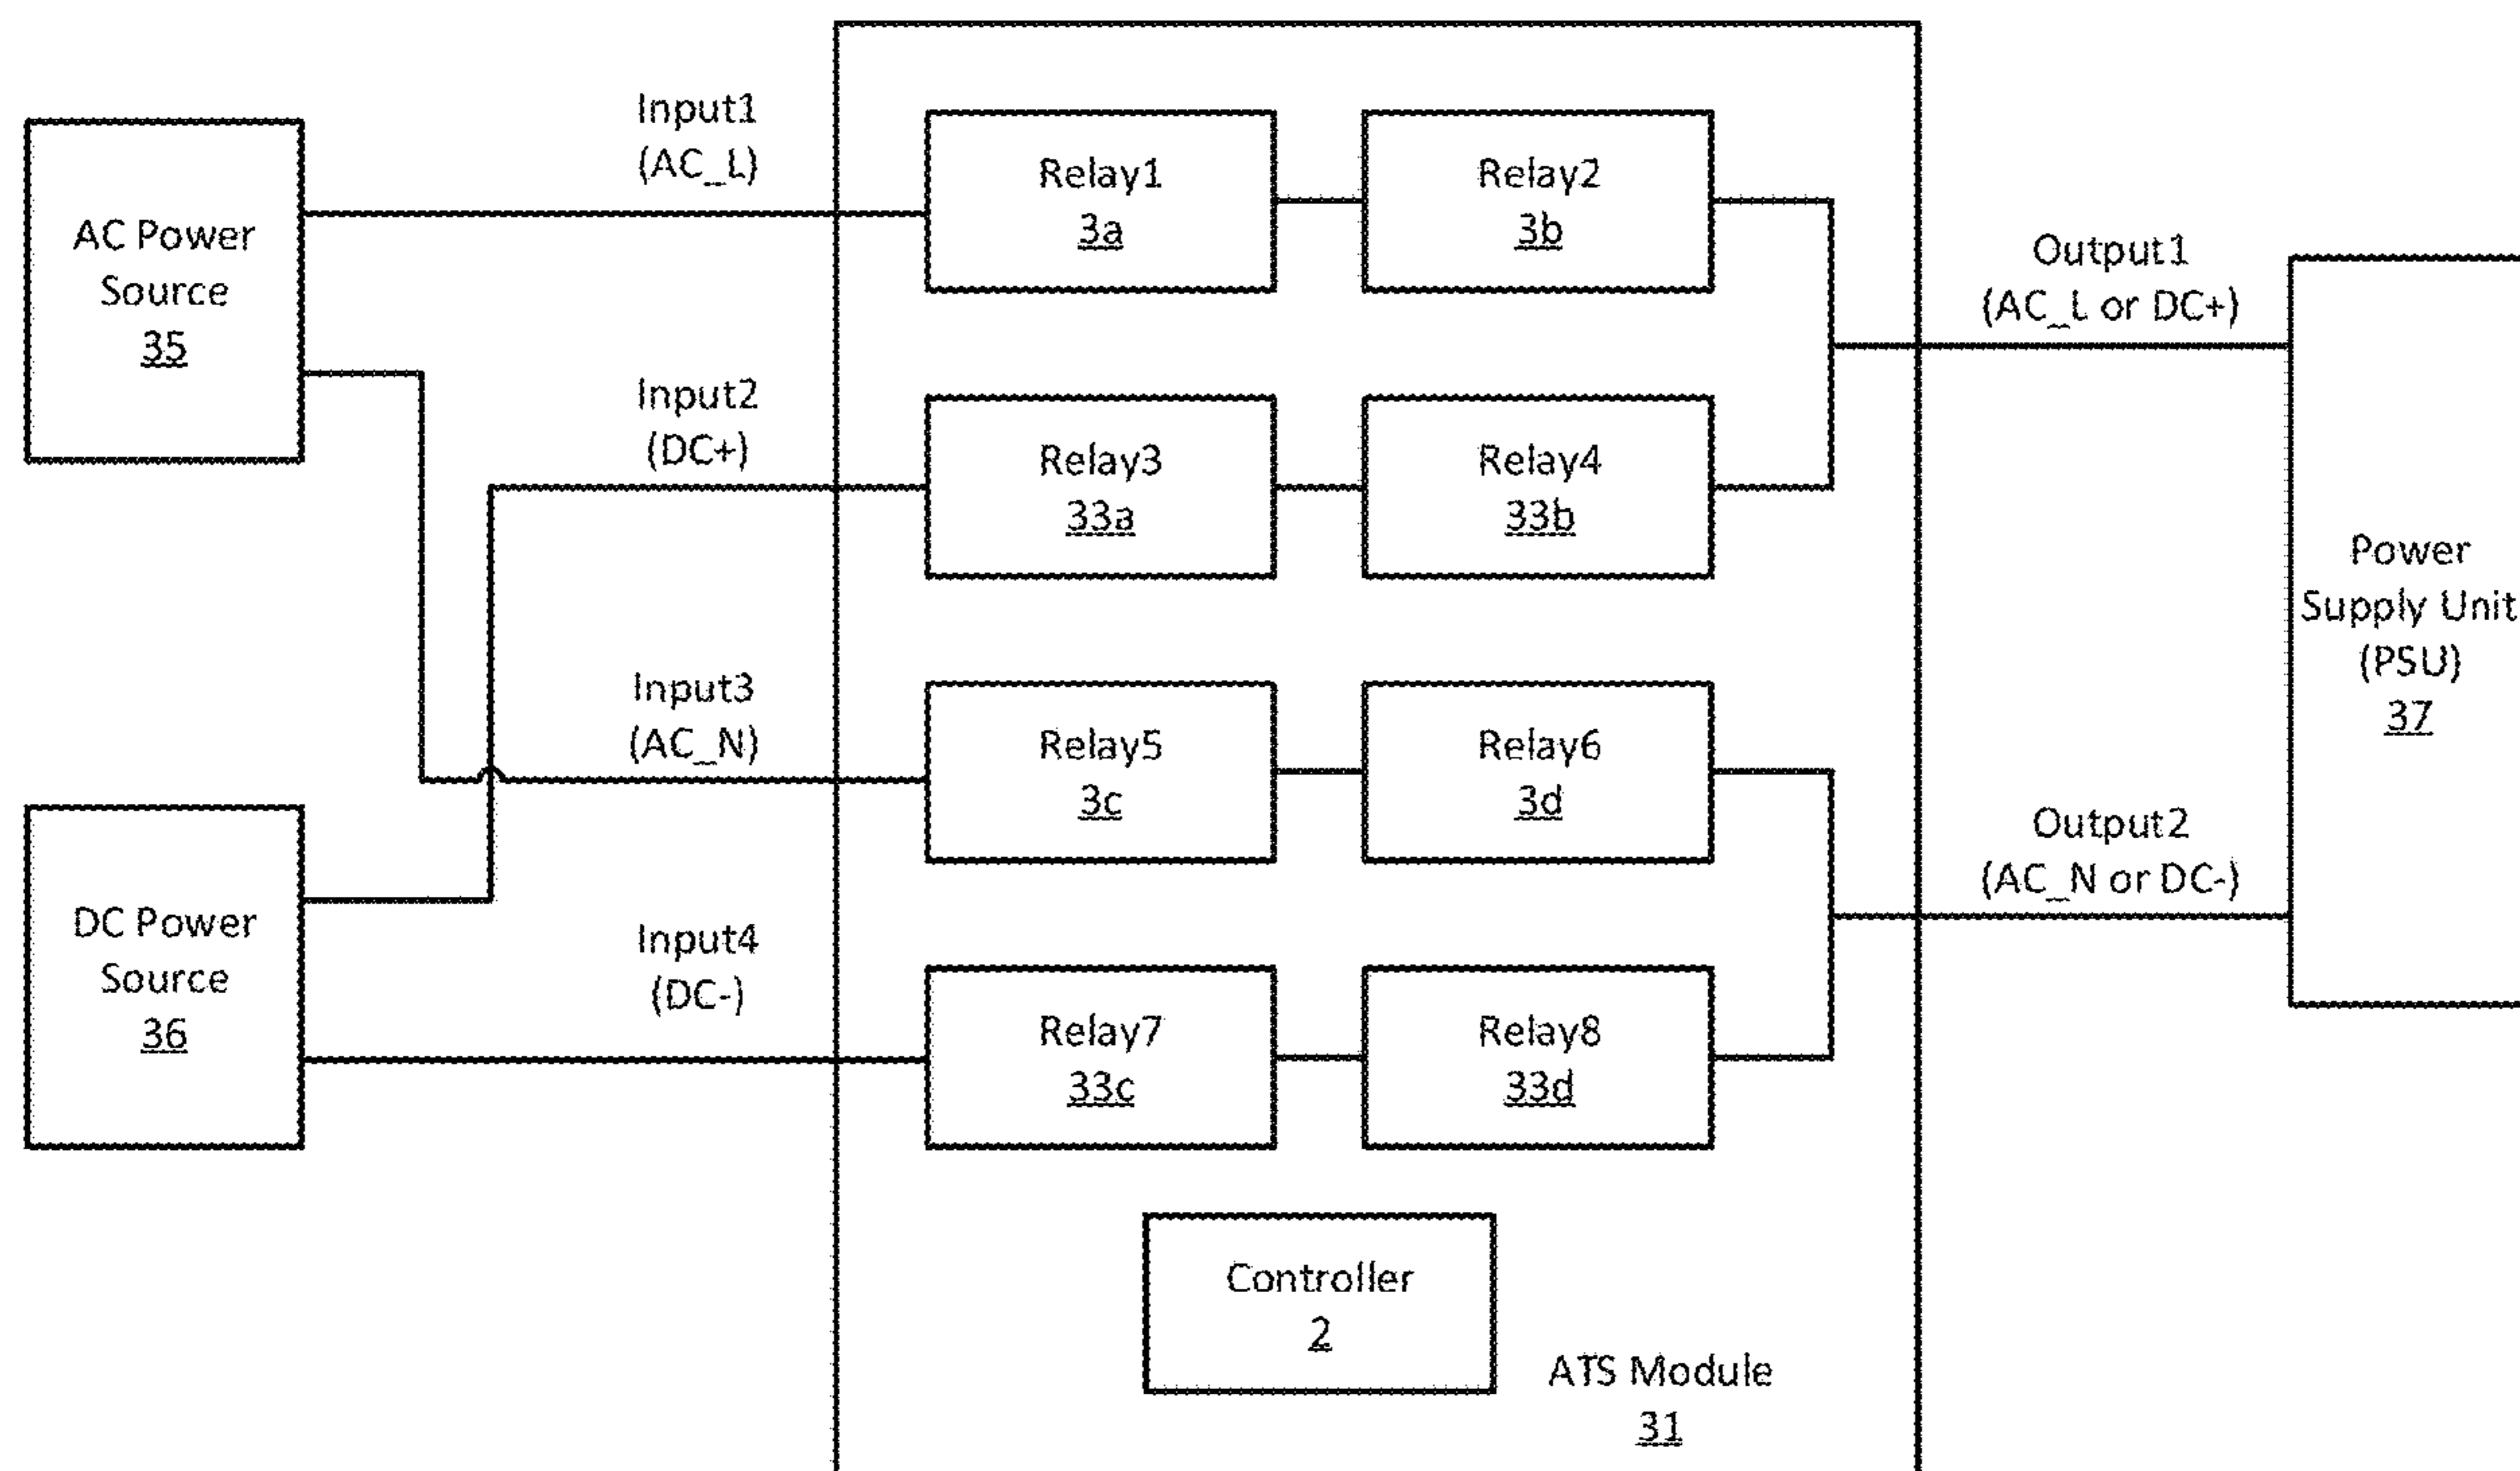 AC Power
Source
35
Input1
(AC_L)
Input2
(DC+)
Input3
(AC_N)
Input4
(DC-)
DC Power
Source
36
Relay1
3a
Relay2
3b
Relay3
33a
Relay4
33b
Relay5
3c
Relay6
3d
Relay7
33c
Relay8
33d
Controller
2
ATS Module
31
Output1
(AC_L or DC+)
Output2
(AC_N or DC-)
Power
Supply Unit
(PSU)
37